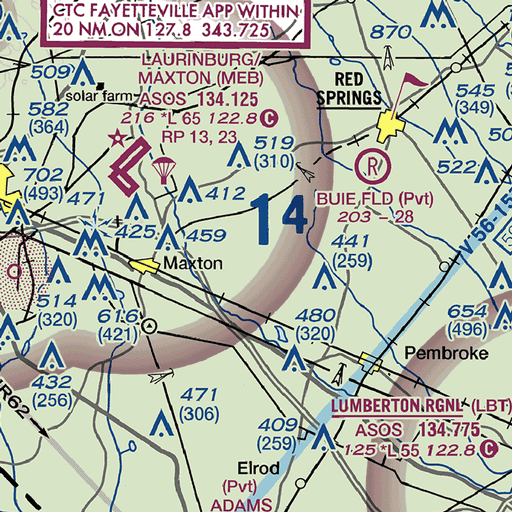 GTC FAYETTEVILLE APP WITHIN
20 NM ON 127.8 343.725
870
LAURINBURG/
MAXTON (MEB)
ASOS 134.125
216 *L 65 122.8 C
RP 13, 23
509
solar farm
RED
SPRINGS
545
(349)
582
(364)
519
(310)
R
522
702
(493)
471
412
BUIE FLD (Pvt)
203 - 28
14
V 56-15
425
459
441
(259)
Maxton
514
(320)
616
(421)
480
(320)
654
(496)
Pembroke
432
(256)
471
(306)
LUMBERTON RGNL (LBT)
ASOS 134.775
125 *L 55 122.8 C
409
(259)
Elrod
(Pvt)
ADAMS